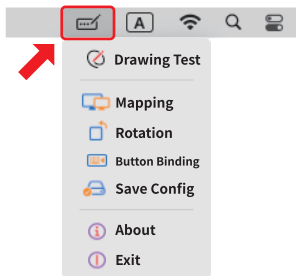 A
Drawing Test
Mapping
Rotation
Button Binding
Save Config
About
Exit